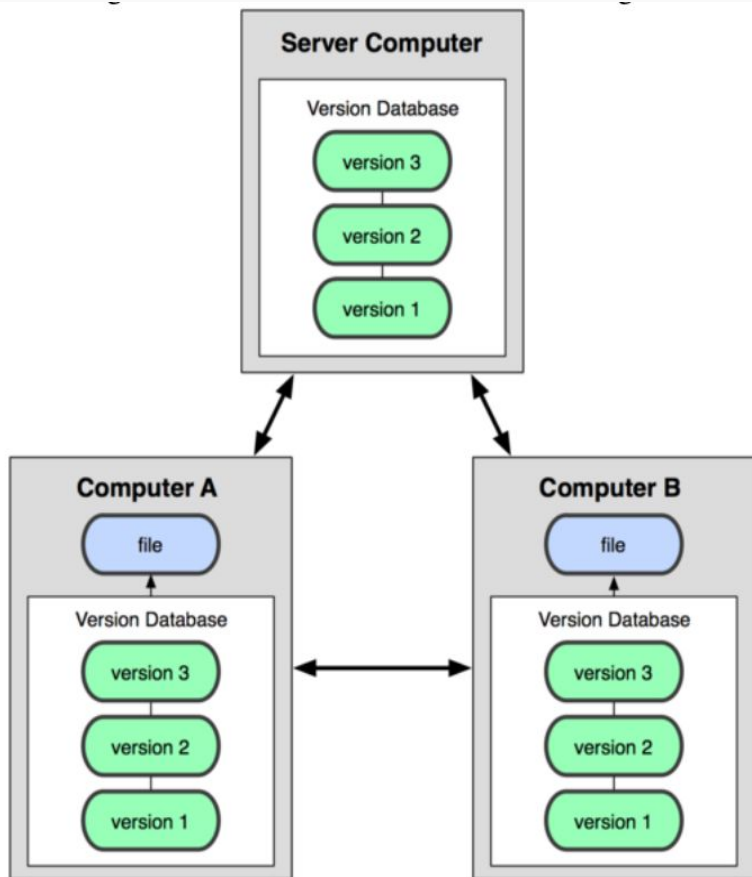 Server Computer
Version Database
version 3
version 2
version 1
Computer A
file
Version Database
version 3
version 2
version 1
Computer B
file
Version Database
version 3
version 2
version 1